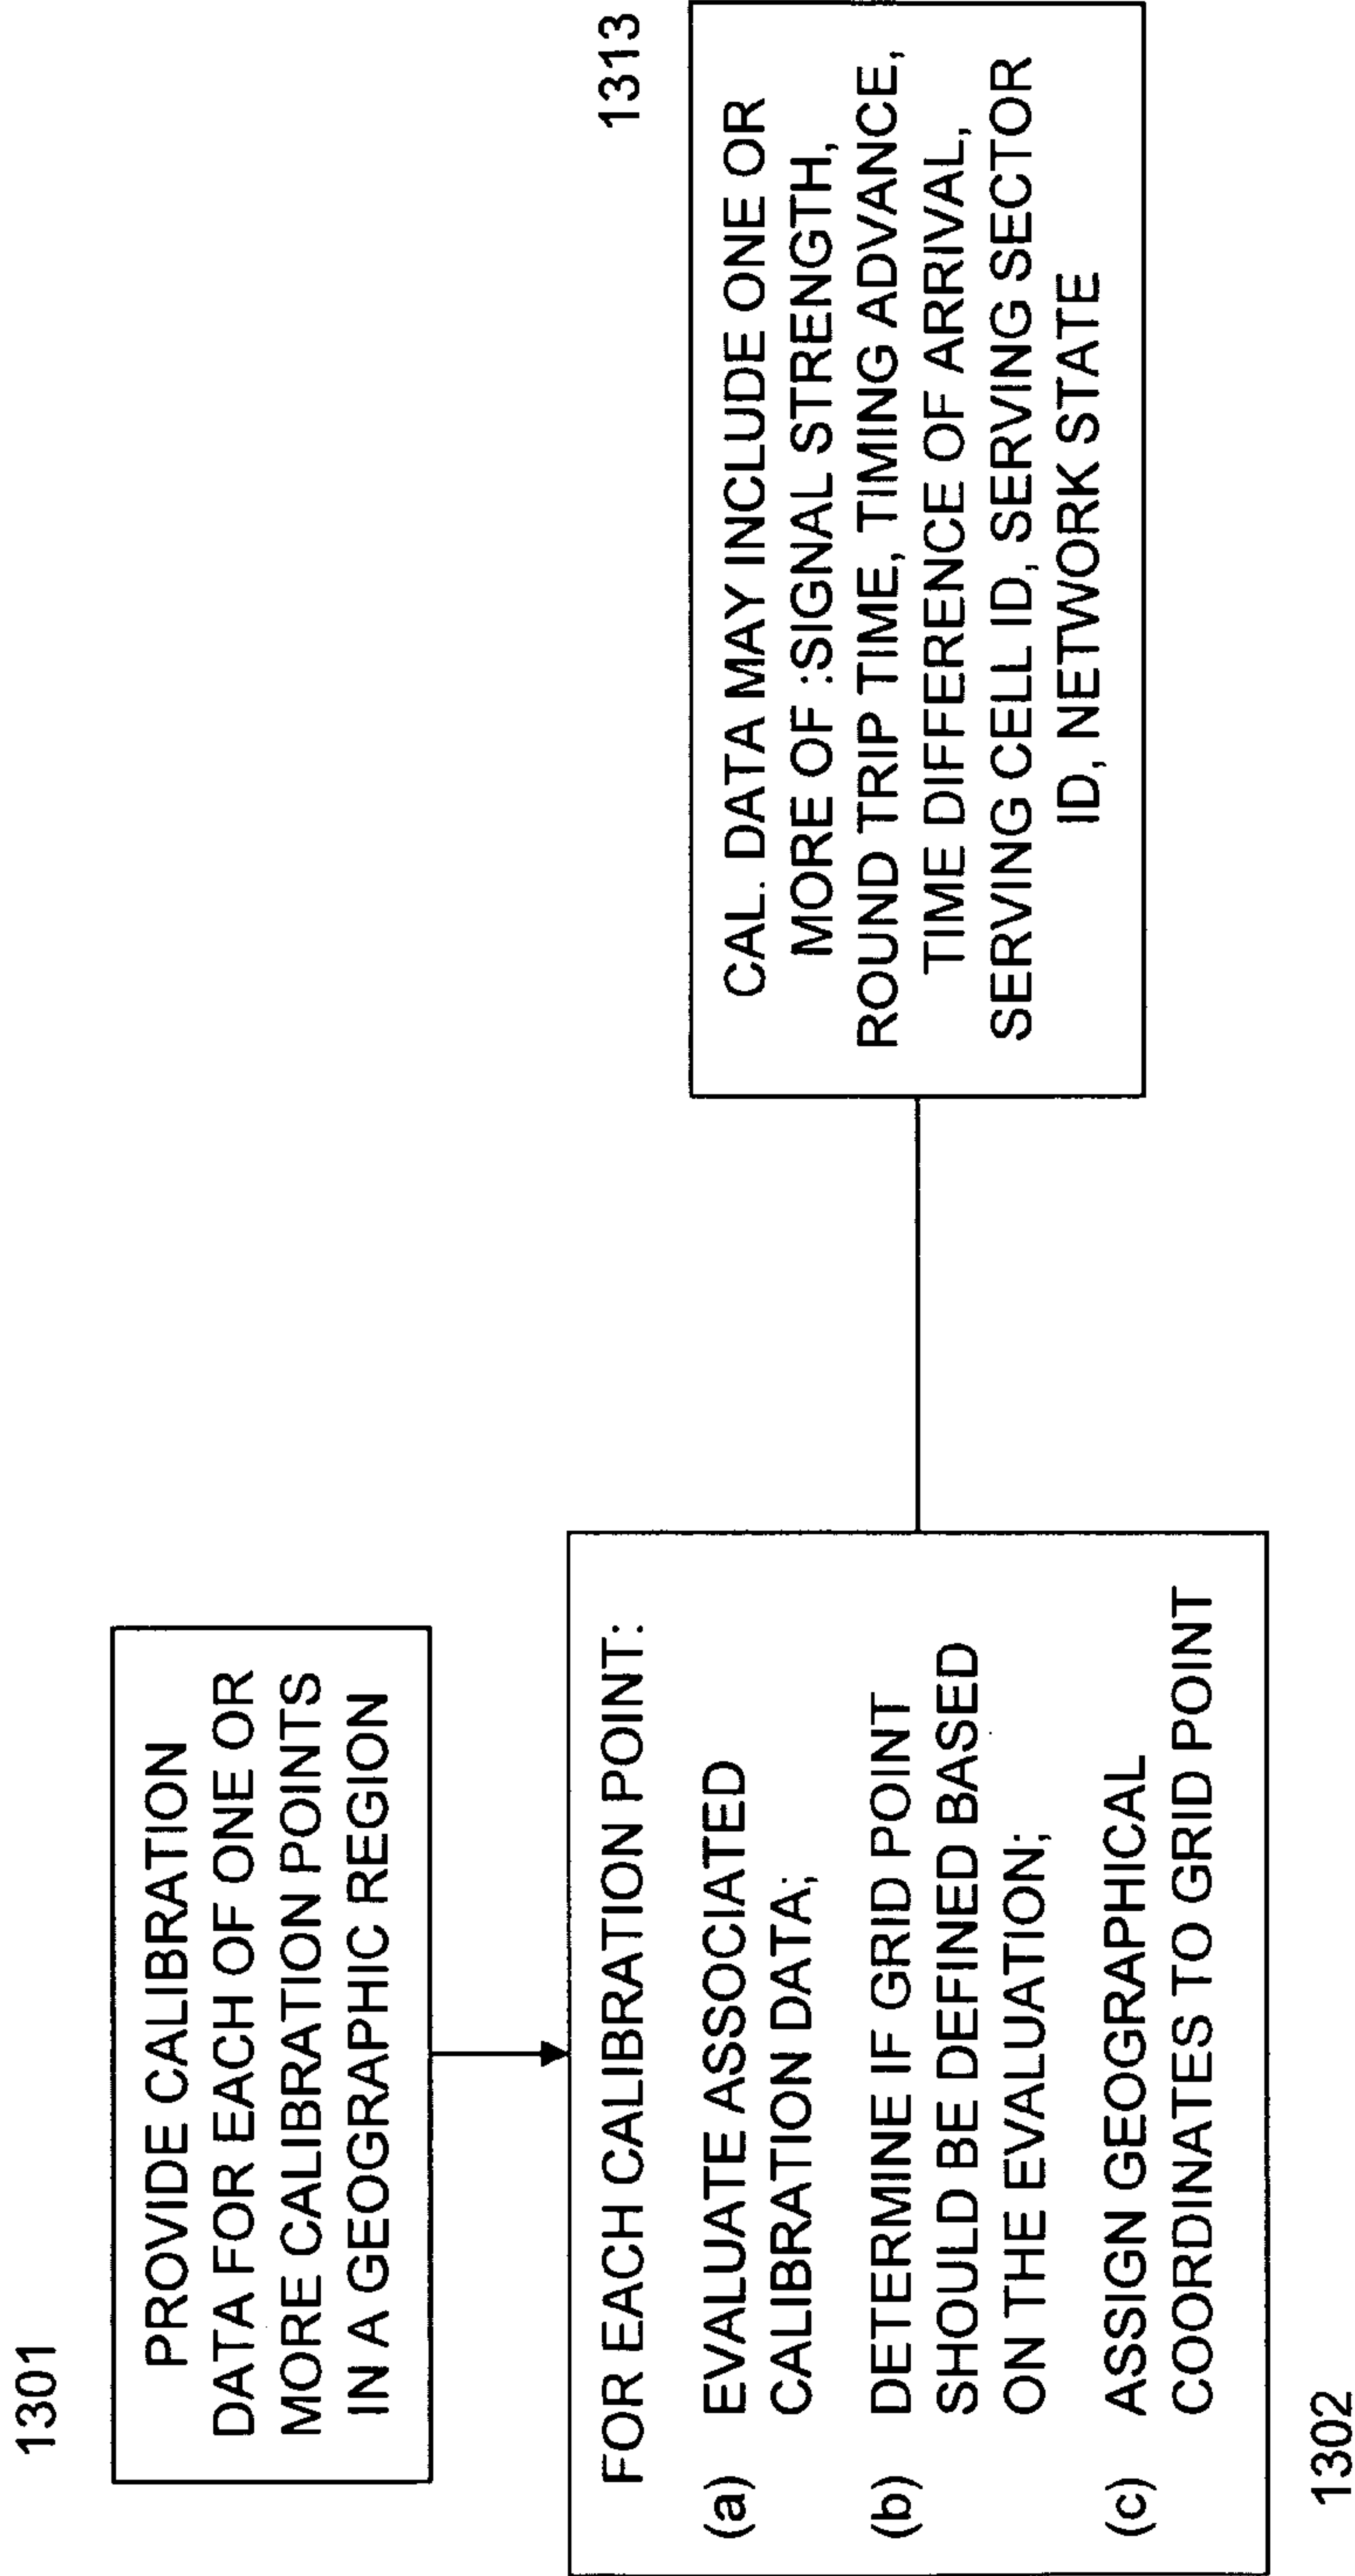 1301
PROVIDE CALIBRATION
DATA FOR EACH OF ONE OR
MORE CALIBRATION POINTS
IN A GEOGRAPHIC REGION
FOR EACH CALIBRATION POINT:
(a) EVALUATE ASSOCIATED
CALIBRATION DATA;
(b) DETERMINE IF GRID POINT
SHOULD BE DEFINED BASED
ON THE EVALUATION;
(c) ASSIGN GEOGRAPHICAL
COORDINATES TO GRID POINT
1302
1313
CAL. DATA MAY INCLUDE ONE OR
MORE OF :SIGNAL STRENGTH,
ROUND TRIP TIME, TIMING ADVANCE,
TIME DIFFERENCE OF ARRIVAL,
SERVING CELL ID, SERVING SECTOR
ID, NETWORK STATE